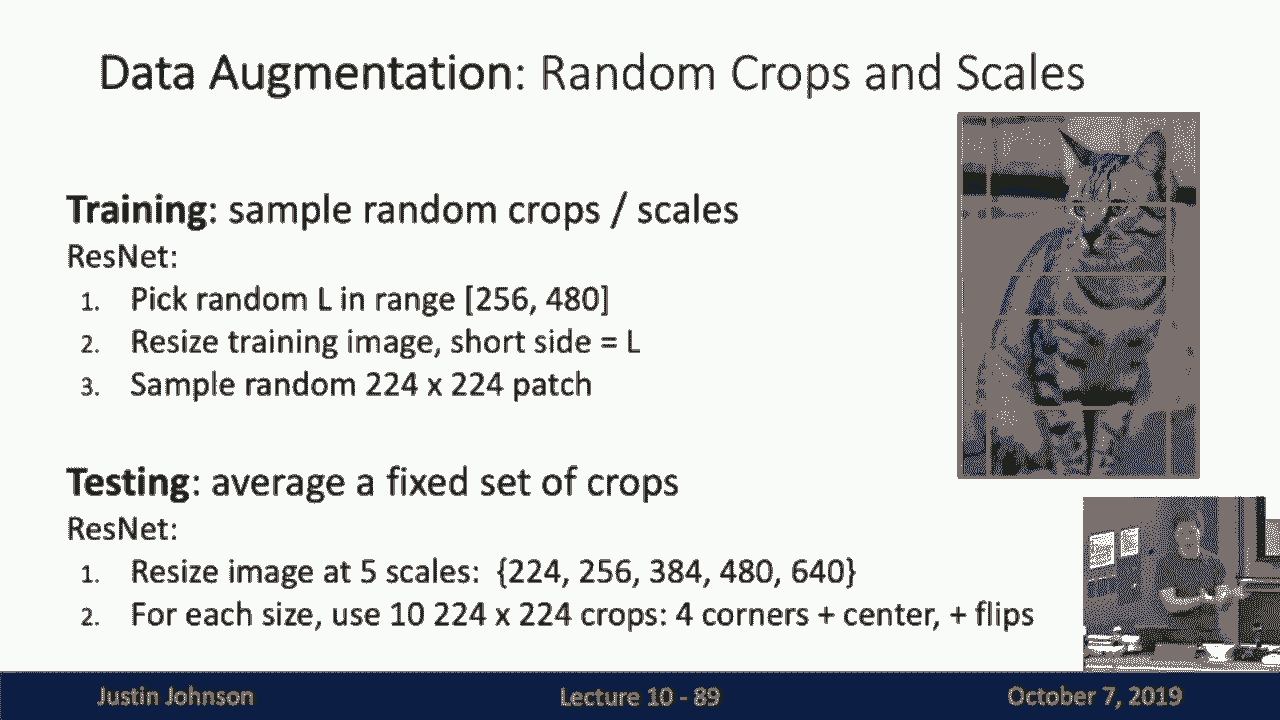 Data Augmentation: Random Crops and Scales
Training: sample random crops / scales
ResNet:
1. Pick random L in range [256, 480]
2. Resize training image, short side = L
3. Sample random 224 x 224 patch
Testing: average a fixed set of crops
ResNet:
1. Resize image at 5 scales: {224, 256, 384, 480, 640}
2. For each size, use 10 224 x 224 crops: 4 corners + center, + flips
Justin Johnson
Lecture 10 - 89
October 7, 2019